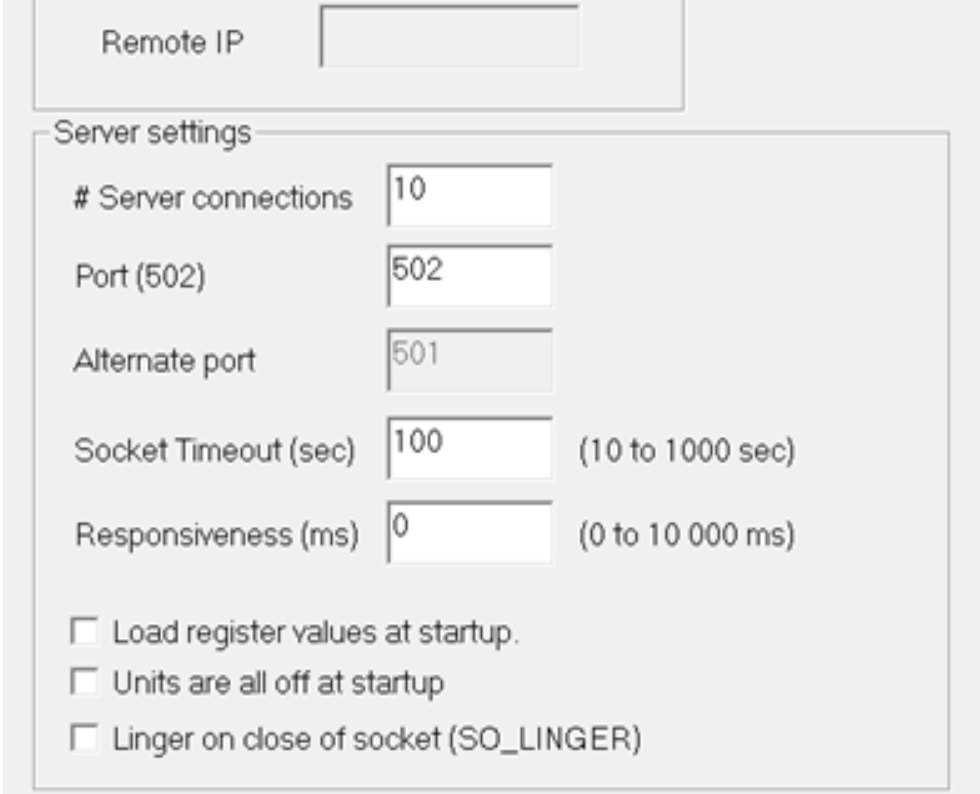 Remote IP
Server settings
# Server connections 10
Port (502) 502
Alternate port 501
Socket Timeout (sec) 100 (10 to 1000 sec)
Responsiveness (ms) 0 (0 to 10 000 ms)
Load register values at startup.
Units are all off at startup
Linger on close of socket (SO_LINGER)